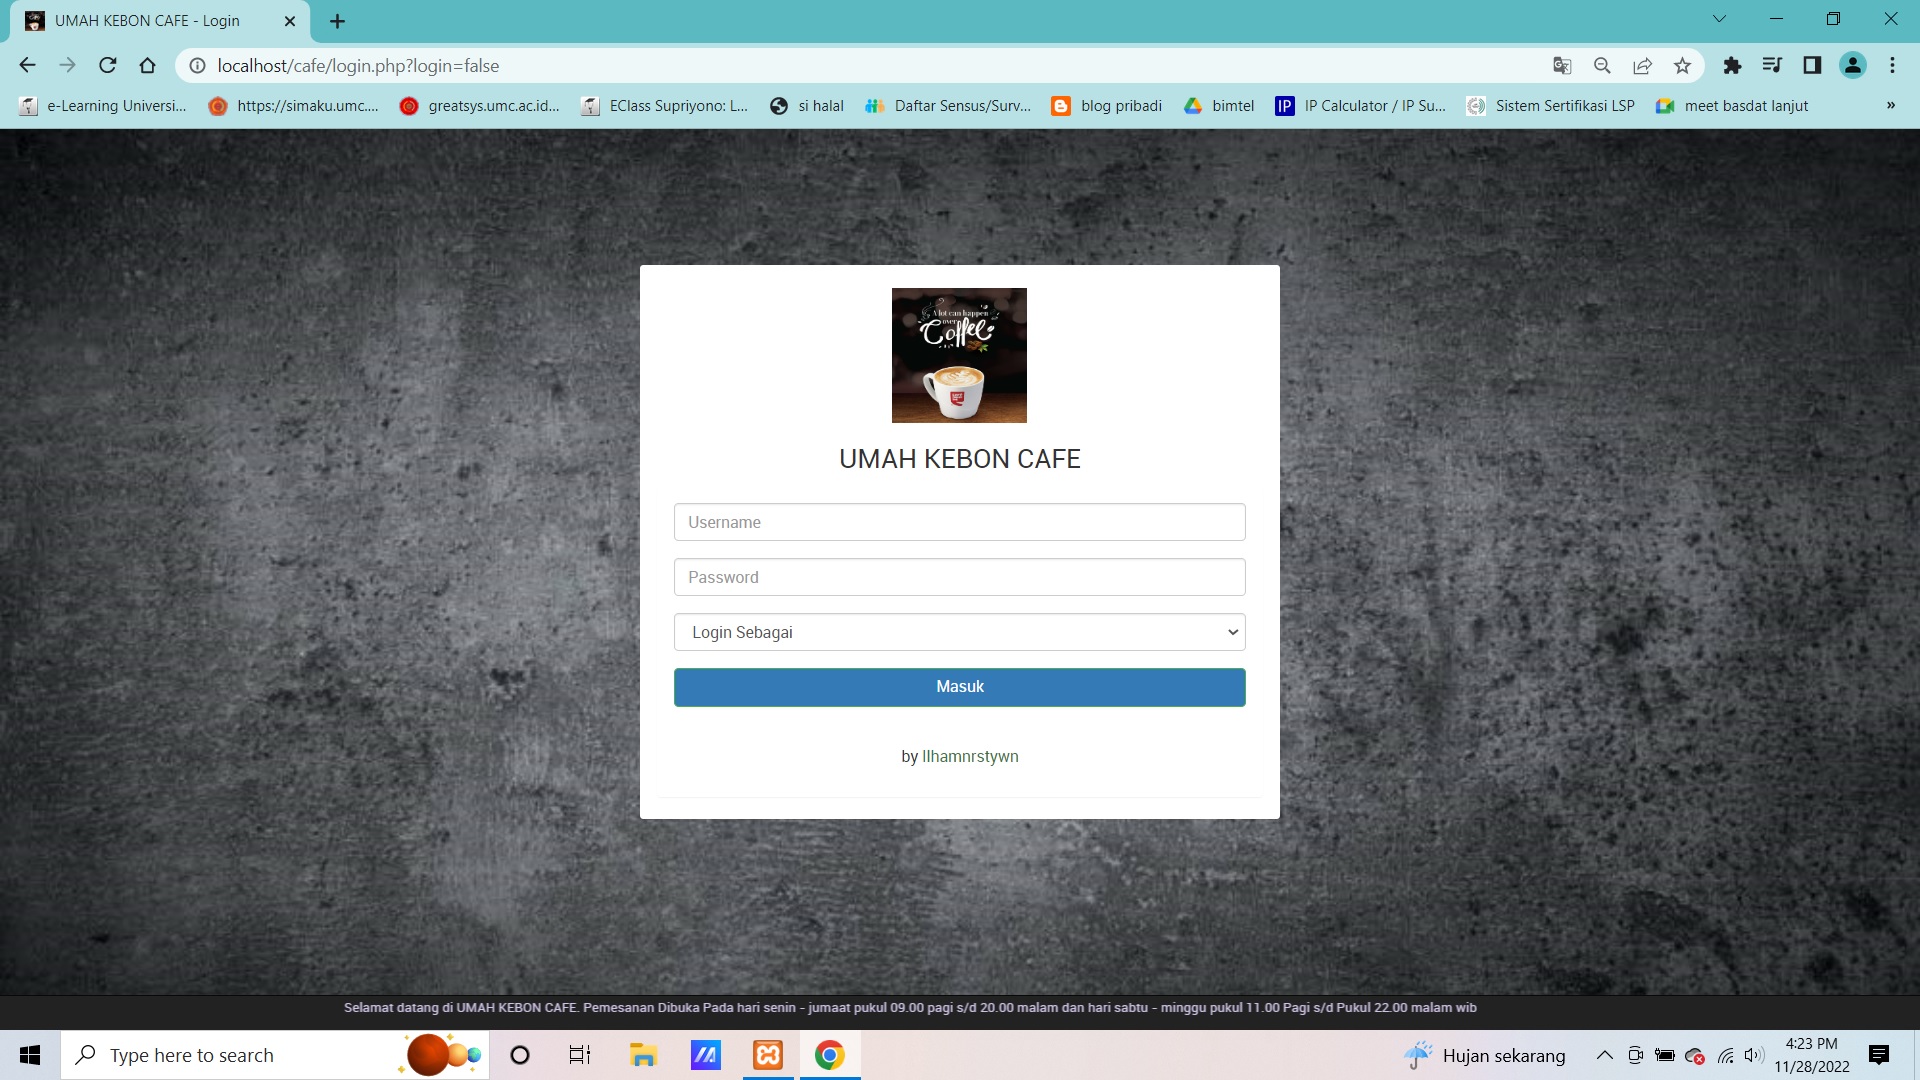 UMAH KEBON CAFE - Login
localhost/cafe/login.php?login=false
e-Learning Universi...
https://simaku.umc....
greatsys.umc.ac.id...
EClass Supriyono: L...
si halal
Daftar Sensus/Surv...
blog pribadi
bimtel
IP
IP Calculator / IP Su...
Sistem Sertifikasi LSP
meet basdat lanjut
»
A lot can happen
over
Coffee
UMAH KEBON CAFE
Username
Password
Login Sebagai
Masuk
by Ilhamnrstywn
Selamat datang di UMAH KEBON CAFE. Pemesanan Dibuka Pada hari senin - jumaat pukul 09.00 pagi s/d 20.00 malam dan hari sabtu - minggu pukul 11.00 Pagi s/d Pukul 22.00 malam wib
Type here to search
Hujan sekarang
4:23 PM
11/28/2022